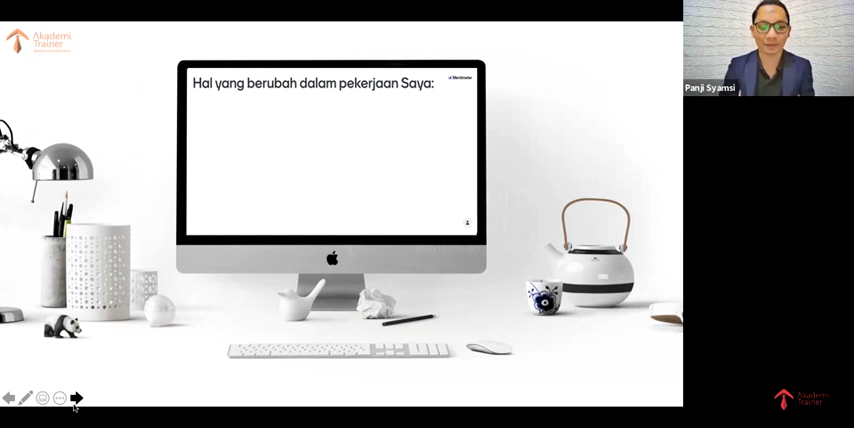 Akademi
Trainer
Hal yang berubah dalam pekerjaan Saya:
Mentimeter
Panji Syamsi
Akademi
Trainer